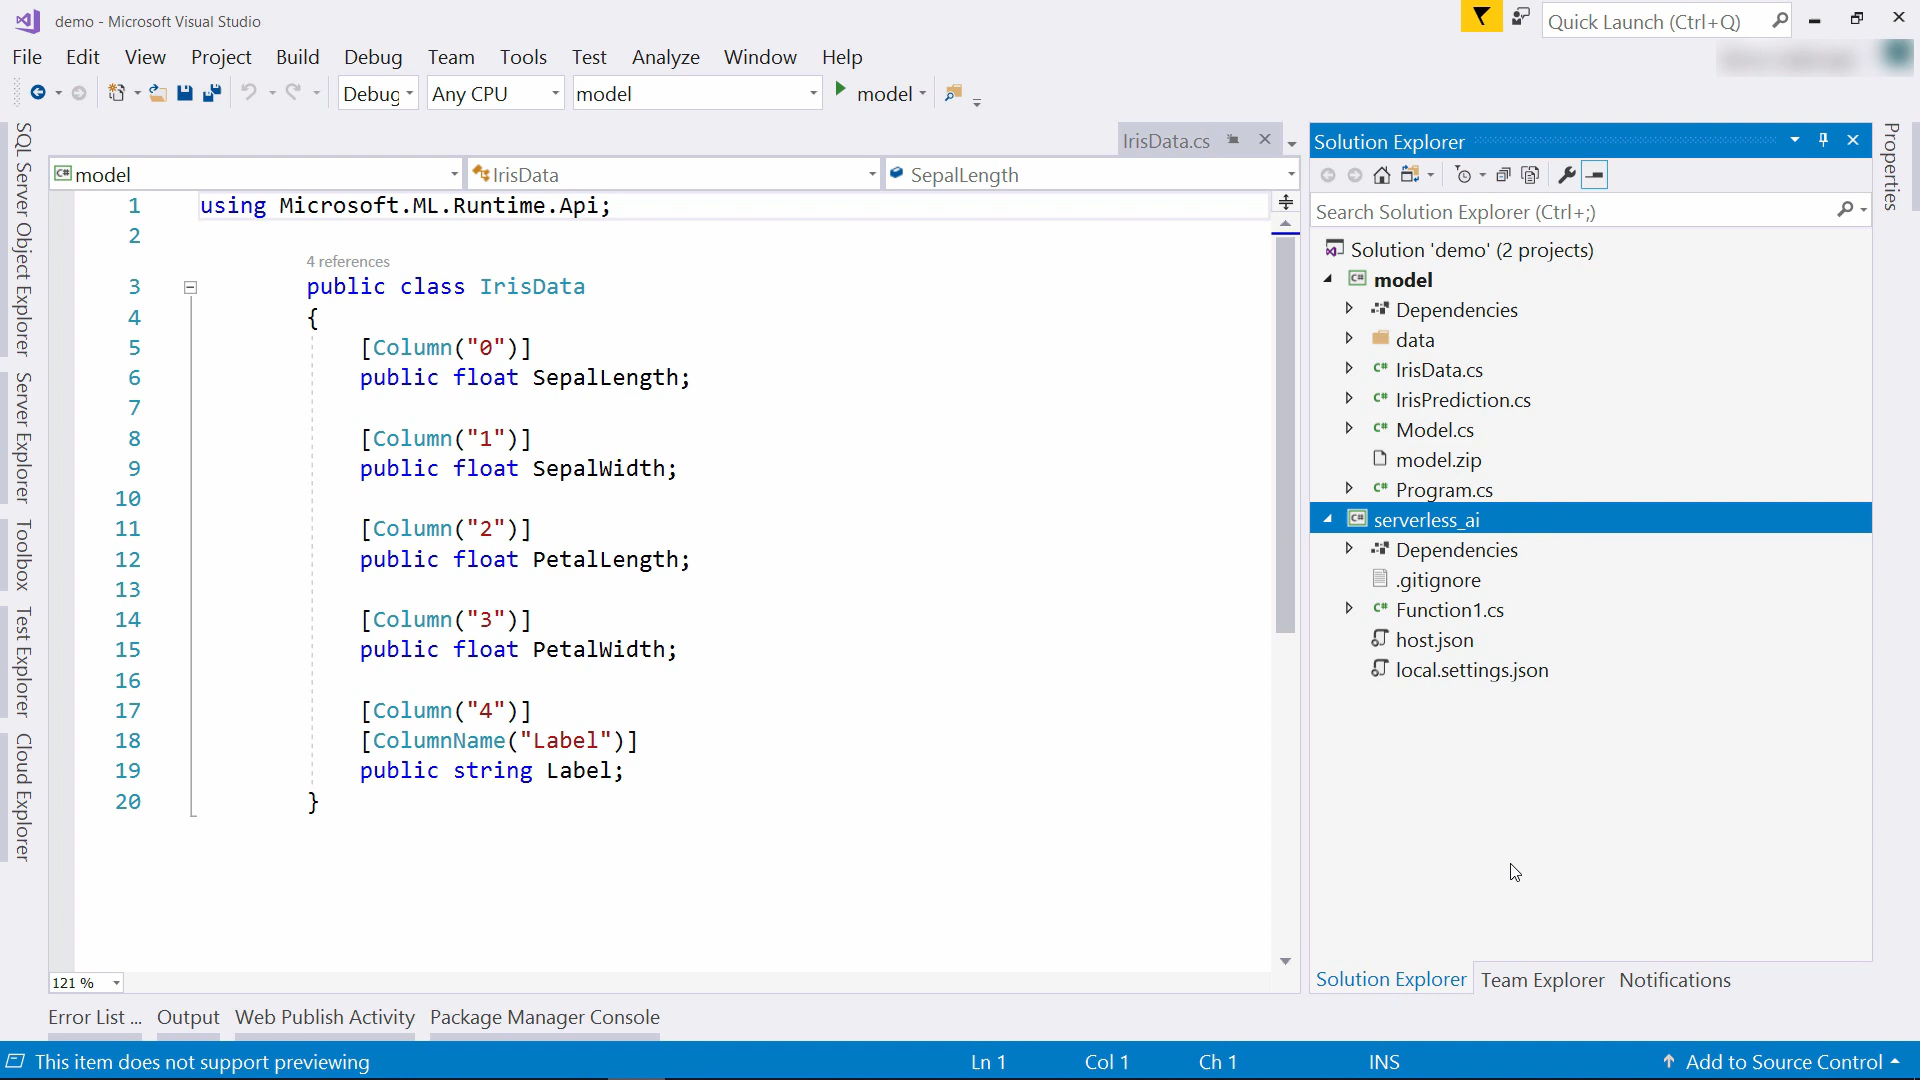 demo - Microsoft Visual Studio
Quick Launch (Ctrl+Q)
File Edit View Project Build Debug Team Tools Test Analyze Window Help
Debug Any CPU model model
SQL Server Object Explorer
Server Explorer
Toolbox
Test Explorer
Cloud Explorer
IrisData.cs
model IrisData SepalLength
1 using Microsoft.ML.Runtime.Api;
2
4 references
3 public class IrisData
4 {
5 [Column("0")]
6 public float SepalLength;
7
8 [Column("1")]
9 public float SepalWidth;
10
11 [Column("2")]
12 public float PetalLength;
13
14 [Column("3")]
15 public float PetalWidth;
16
17 [Column("4")]
18 [ColumnName("Label")]
19 public string Label;
20 }
121 %
Solution Explorer
Search Solution Explorer (Ctrl+;)
Solution 'demo' (2 projects)
model
Dependencies
data
IrisData.cs
IrisPrediction.cs
Model.cs
model.zip
Program.cs
serverless_ai
Dependencies
.gitignore
Function1.cs
host.json
local.settings.json
Solution Explorer Team Explorer Notifications
Properties
Error List ... Output Web Publish Activity Package Manager Console
This item does not support previewing Ln 1 Col 1 Ch 1 INS Add to Source Control